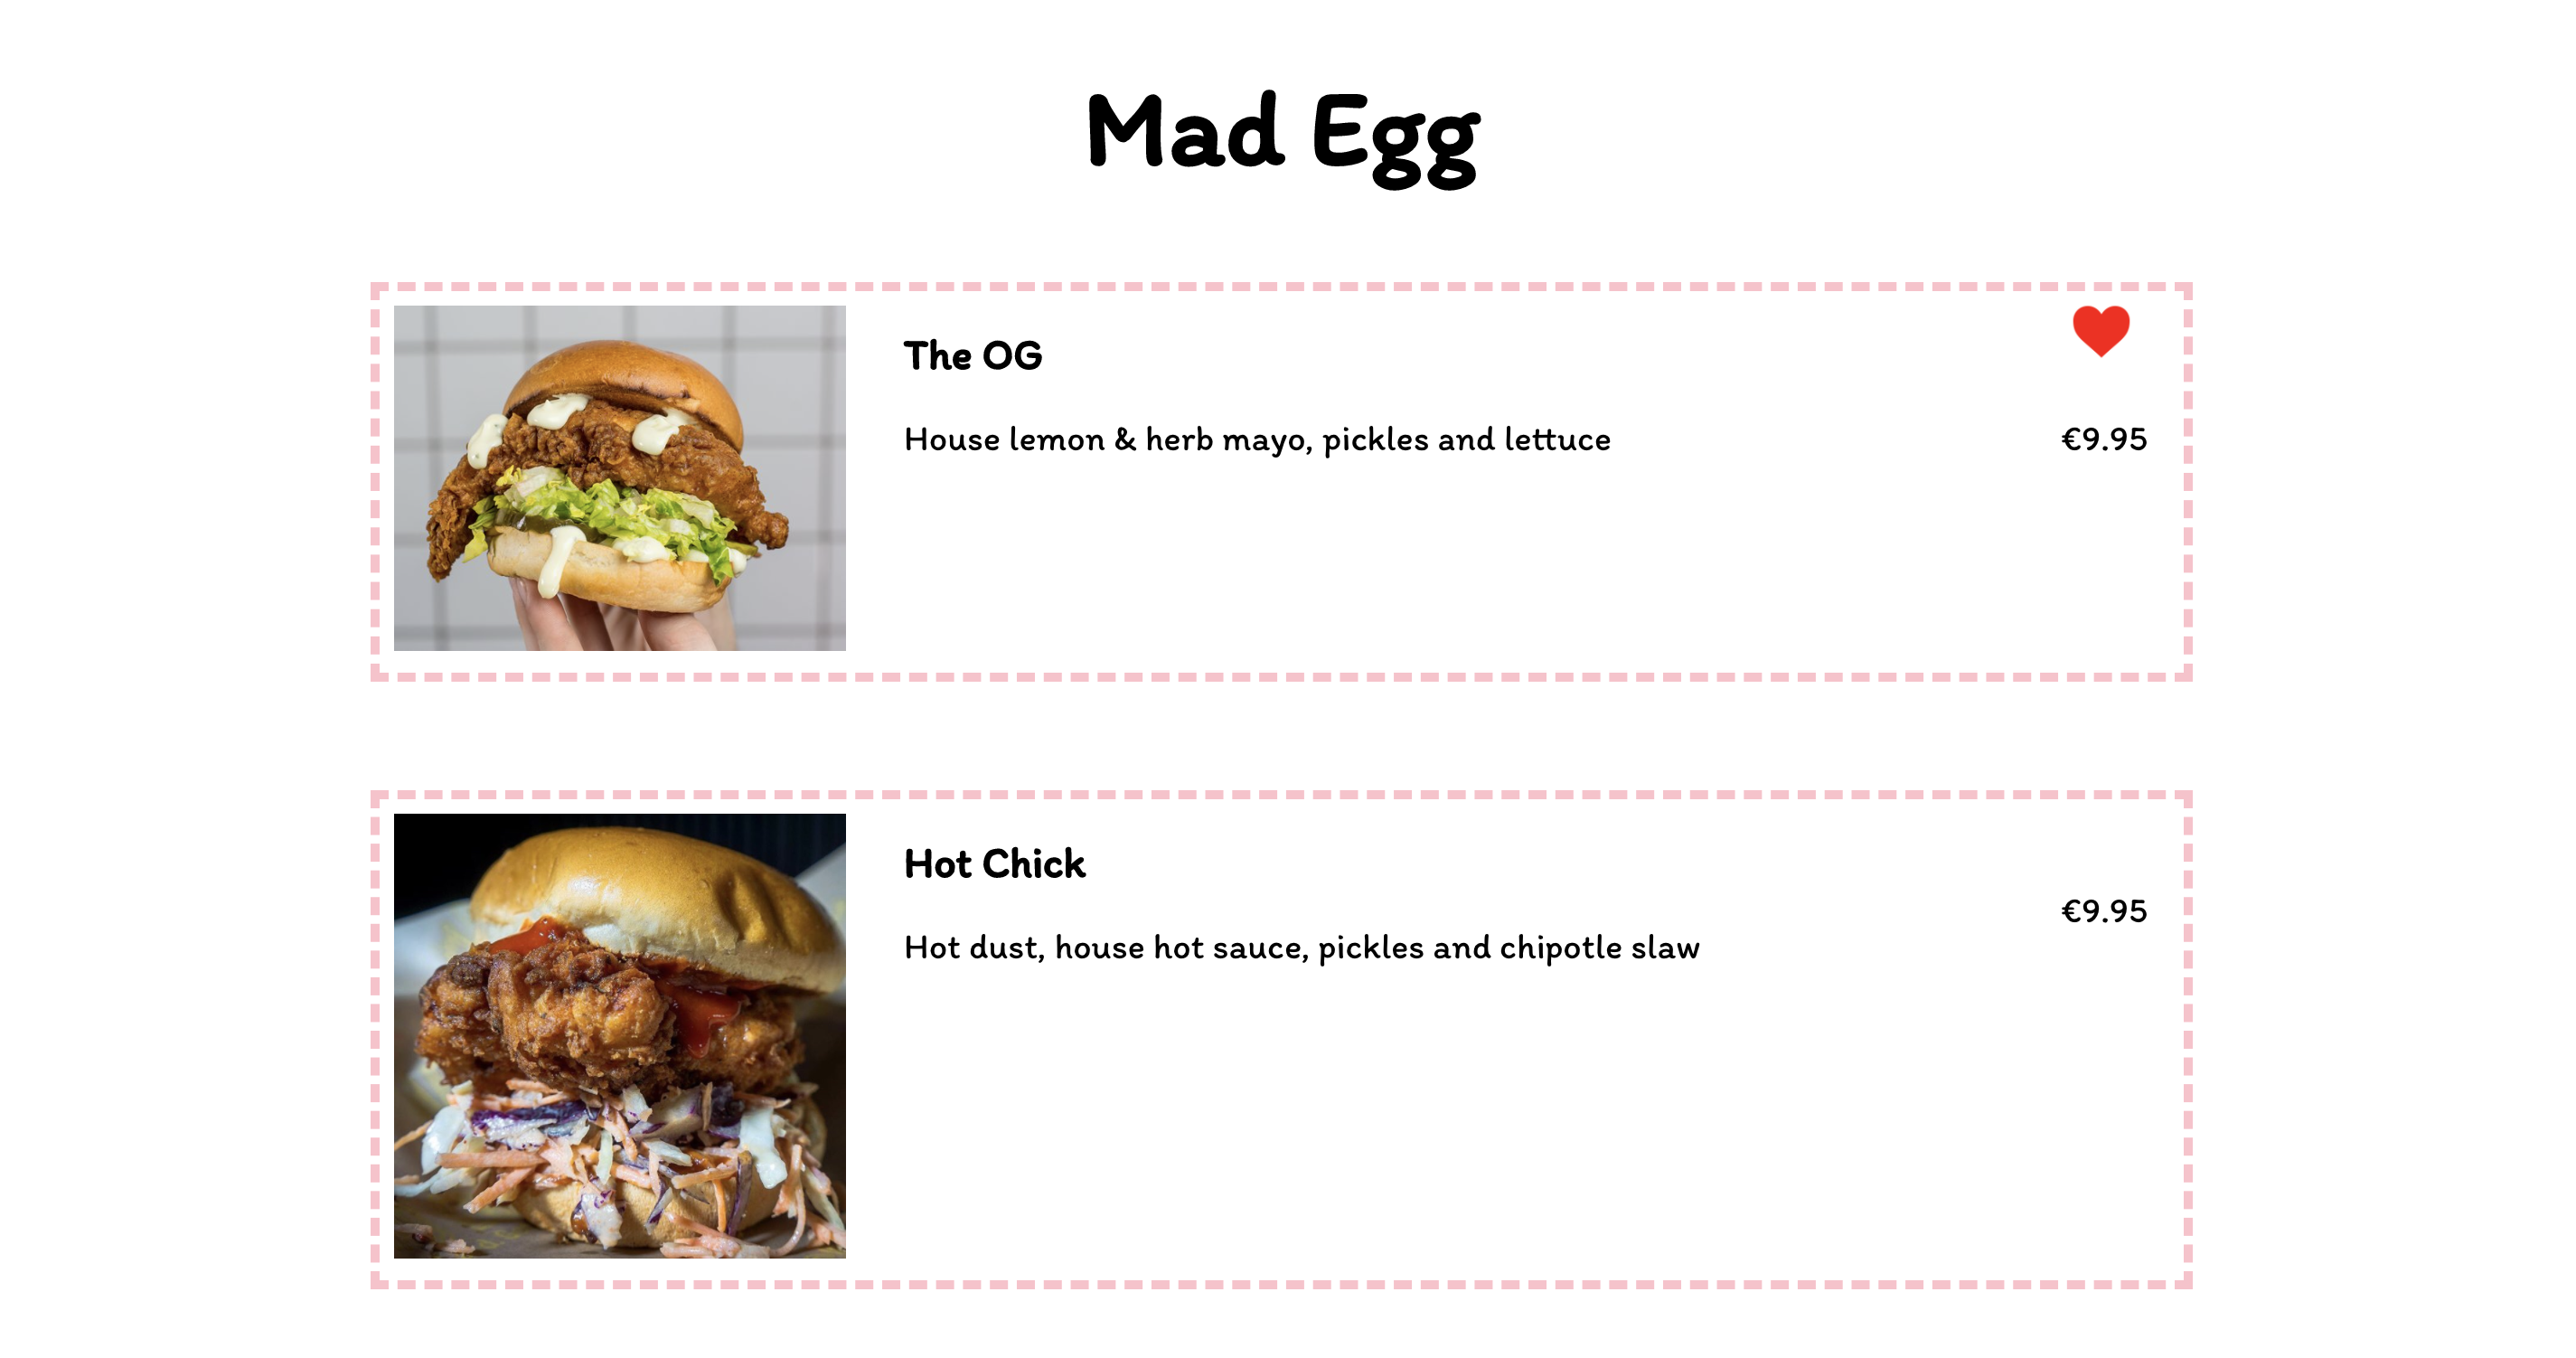 Mad Egg
The OG
House lemon & herb mayo, pickles and lettuce
€9.95
Hot Chick
€9.95
Hot dust, house hot sauce, pickles and chipotle slaw